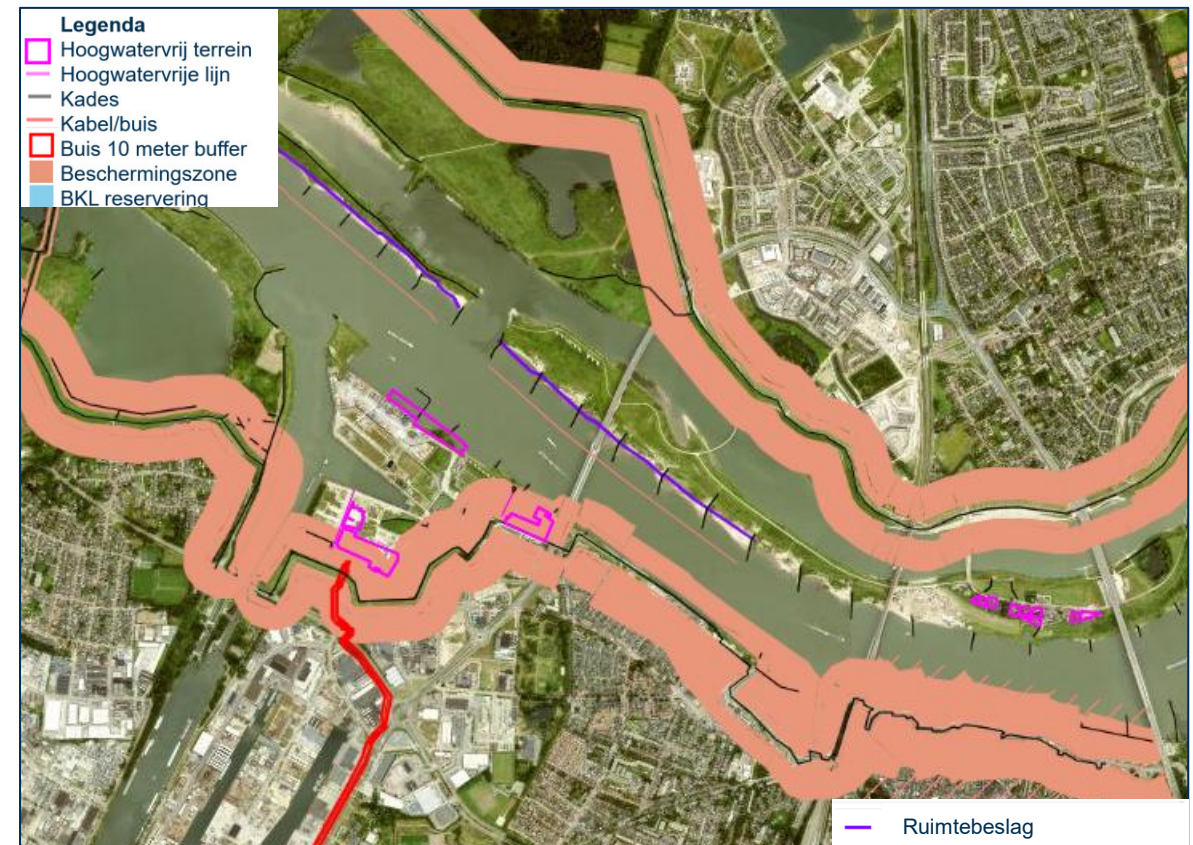 Legenda
Hoogwatervrij terrein
Hoogwatervrije lijn
Kades
Kabel/buis
Buis 10 meter buffer
Beschermingszone
BKL reservering
Ruimtebeslag